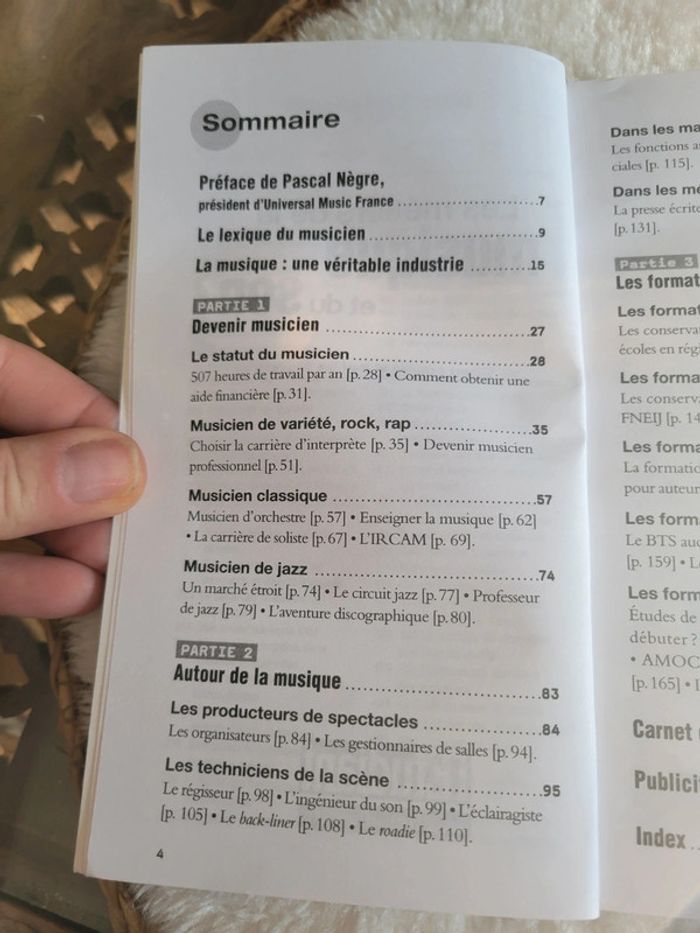 Sommaire
Préface de Pascal Nègre,
président d'Universal Music France ........................ 7
Le lexique du musicien ........................ 9
La musique : une véritable industrie ........... 15
PARTIE 1
Devenir musicien ........................ 27
Le statut du musicien ........................ 28
507 heures de travail par an [p. 28] • Comment obtenir une
aide financière [p. 31].
Musicien de variété, rock, rap ........................ 35
Choisir la carrière d'interprète [p. 35] • Devenir musicien
professionnel [p. 51].
Musicien classique ........................ 57
Musicien d'orchestre [p. 57] • Enseigner la musique [p. 62]
• La carrière de soliste [p. 67] • L'IRCAM [p. 69].
Musicien de jazz ........................ 74
Un marché étroit [p. 74] • Le circuit jazz [p. 77] • Professeur
de jazz [p. 79] • L'aventure discographique [p. 80].
PARTIE 2
Autour de la musique ........................ 83
Les producteurs de spectacles ........................ 84
Les organisateurs [p. 84] • Les gestionnaires de salles [p. 94].
Les techniciens de la scène ........................ 95
Le régisseur [p. 98] • L'ingénieur du son [p. 99] • L'éclairagiste
[p. 105] • Le back-liner [p. 108] • Le roadie [p. 110].
4
Dans les ma
Les fonctions a
ciales [p. 115].
Dans les mé
La presse écrite
[p. 131].
Partie 3
Les format
Les format
Les conserva
écoles en régi
Les forma
Les conserv
FNEIJ [p. 14
Les forma
La formatio
pour auteur
Les form
Le BTS aud
[p. 159] • L
Les form
Études de
débuter ?
• AMOC
[p. 165] •
Carnet
Publici
Index ..